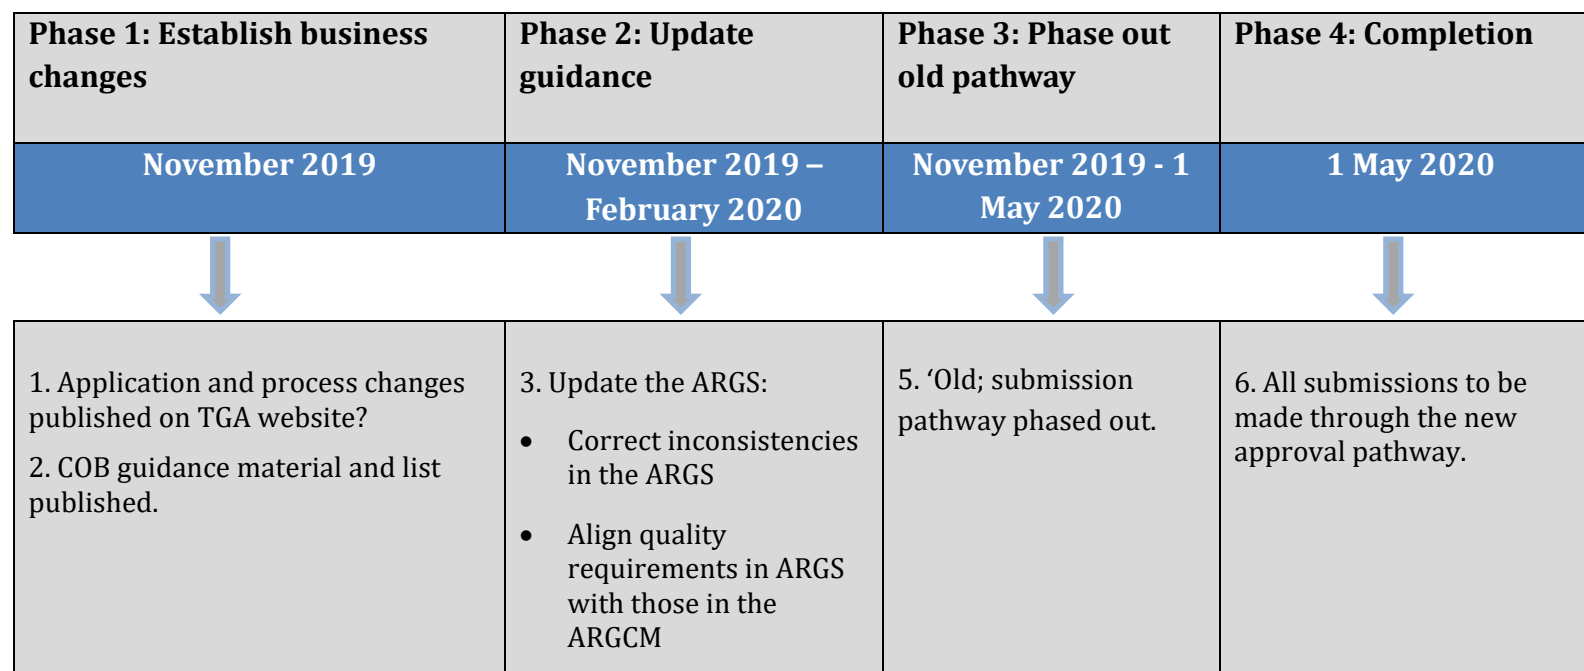 Phase 1: Establish business
changes
Phase 2: Update
guidance
Phase 3: Phase out
old pathway
Phase 4: Completion
November 2019
November 2019 –
February 2020
November 2019 - 1
May 2020
1 May 2020
1. Application and process changes
published on TGA website?
2. COB guidance material and list
published.
3. Update the ARGS:
• Correct inconsistencies
in the ARGS
• Align quality
requirements in ARGS
with those in the
ARGCM
5. ‘Old; submission
pathway phased out.
6. All submissions to be
made through the new
approval pathway.